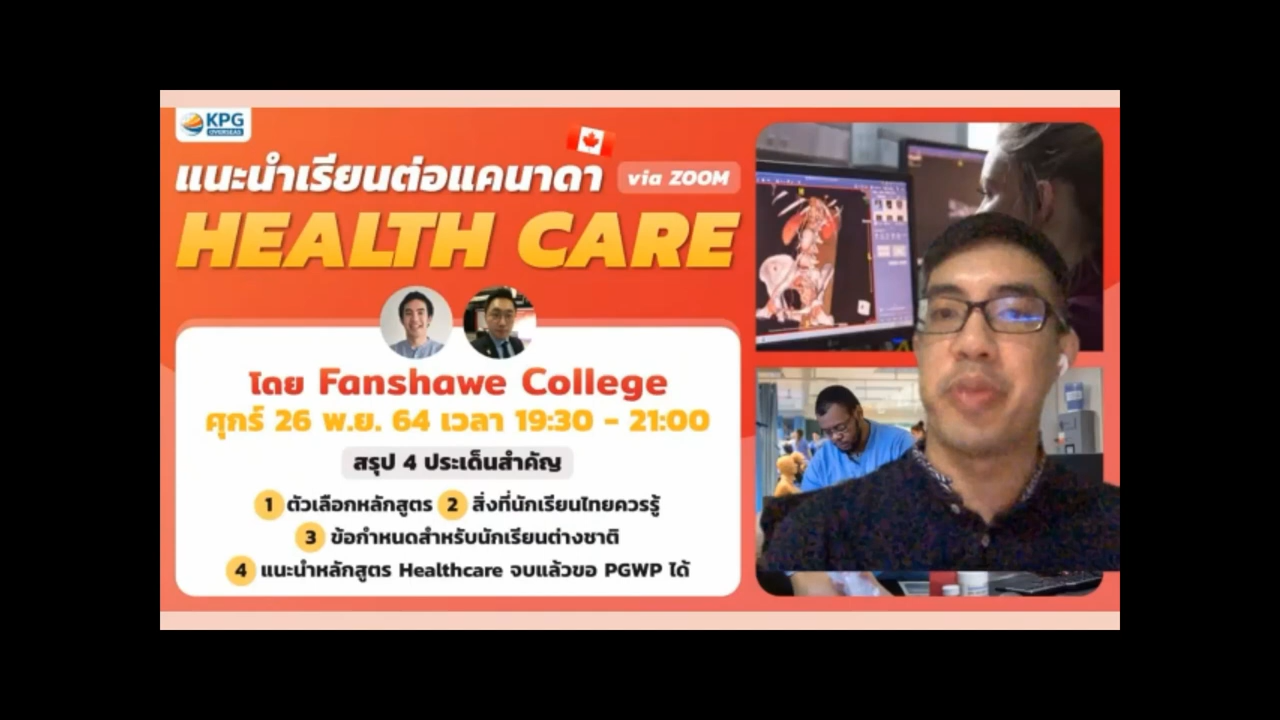 KPG
OVERSEAS
แนะนำเรียนต่อแคนาดา via ZOOM
HEALTH CARE
โดย Fanshawe College
ศุกร์ 26 พ.ย. 64 เวลา 19:30 - 21:00
สรุป 4 ประเด็นสำคัญ
1 ตัวเลือกหลักสูตร 2 สิ่งที่นักเรียนไทยควรรู้
3 ข้อกำหนดสำหรับนักเรียนต่างชาติ
4 แนะนำหลักสูตร Healthcare จบแล้วขอ PGWP ได้